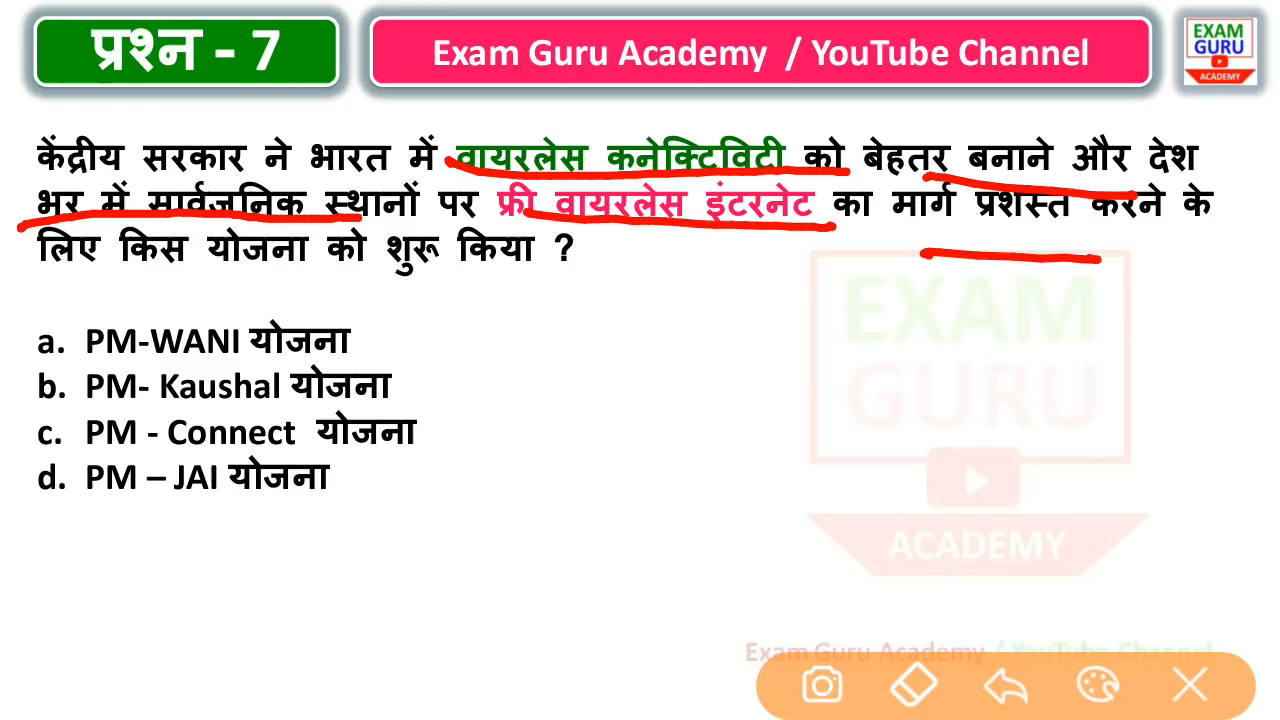 प्रश्न - 7
Exam Guru Academy / YouTube Channel
EXAM
GURU
ACADEMY
केंद्रीय सरकार ने भारत में वायरलेस कनेक्टिविटी को बेहतर बनाने और देश
भर में सार्वजनिक स्थानों पर फ्री वायरलेस इंटरनेट का मार्ग प्रशस्त करने के
लिए किस योजना को शुरू किया ?
a. PM-WANI योजना
b. PM- Kaushal योजना
c. PM - Connect योजना
d. PM – JAI योजना
EXAM
GURU
ACADEMY
Exam Guru Academy / YouTube Channel